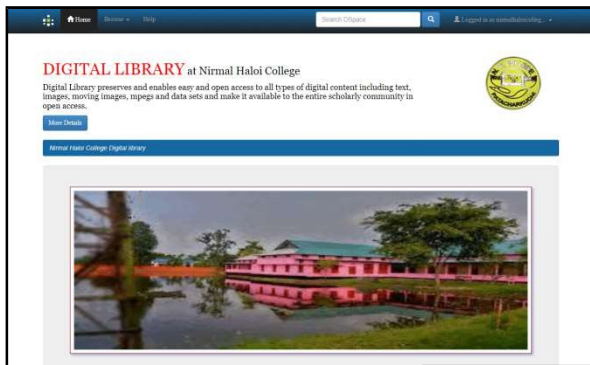 Home Browse Help Search DSpace Logged in as nirmalhaloicolleg...
DIGITAL LIBRARY at Nirmal Haloi College
Digital Library preserves and enables easy and open access to all types of digital content including text,
images, moving images, mpegs and data sets and make it available to the entire scholarly community in
open access.
More Details
Nirmal Haloi College Digital library